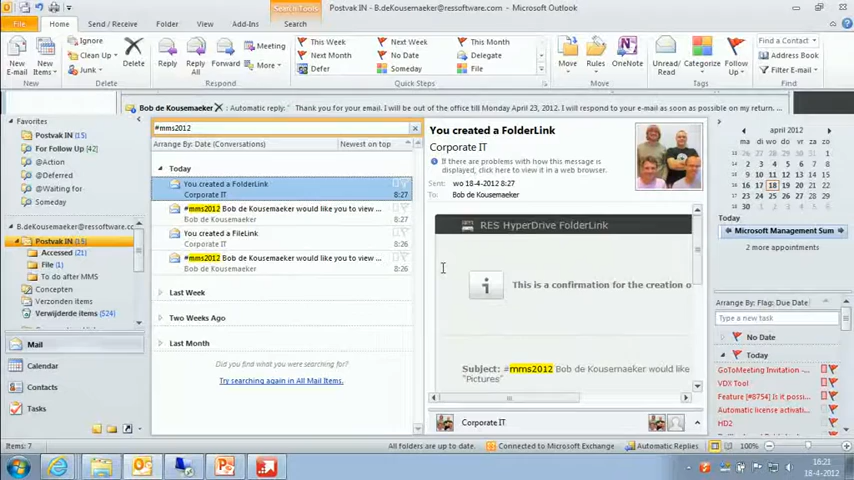 Search Tools
Postvak IN - B.deKousemaeker@ressoftware.com - Microsoft Outlook
File
Home
Send / Receive
Folder
View
Add-Ins
Search
New E-mail
New Items
Ignore
Clean Up
Junk
Delete
Reply
Reply All
Forward
Meeting
More
This Week
Next Month
Defer
Next Week
No Date
Someday
This Month
Delegate
Move
Rules
OneNote
Unread/ Read
Categorize
Follow Up
Find a Contact
Address Book
Filter E-mail
New
Delete
Respond
Quick Steps
Move
Tags
Find
Bob de Kousemaeker
Automatic reply:
Thank you for your email. I will be out of the office till Monday April 23, 2012. I will respond to your e-mail as soon as possible on my return. ...
Favorites
Postvak IN (15)
For Follow Up [42]
@Action
@Deferred
@Waiting for
Someday
B.deKousemaeker@ressoftware.c...
Postvak IN (15)
Accessed (21)
File (1)
To do after MMS
Concepten
Verzonden items
Verwijderde items (524)
Mail
Calendar
Contacts
Tasks
#mms2012
Arrange By: Date (Conversations)
Newest on top
Today
You created a FolderLink
Corporate IT
8:27
#mms2012 Bob de Kousemaeker would like you to view ...
Bob de Kousemaeker
8:27
You created a FileLink
Corporate IT
8:26
#mms2012 Bob de Kousemaeker would like you to view ...
Bob de Kousemaeker
8:26
Last Week
Two Weeks Ago
Last Month
Did you find what you were searching for?
Try searching again in All Mail Items.
You created a FolderLink
Corporate IT
If there are problems with how this message is displayed, click here to view it in a web browser.
Sent: wo 18-4-2012 8:27
To: Bob de Kousemaeker
RES HyperDrive FolderLink
This is a confirmation for the creation o
Subject: #mms2012 Bob de Kousemaeker would like
"Pictures"
Corporate IT
april 2012
ma di wo do vr za zo
26 27 28 29 30 31 1
2 3 4 5 6 7 8
9 10 11 12 13 14 15
16 17 18 19 20 21 22
23 24 25 26 27 28 29
30 1 2 3 4 5 6
Today
Microsoft Management Sum
2 more appointments
Arrange By: Flag: Due Date
Type a new task
No Date
Today
GoToMeeting Invitation - ...
VDX Tool
Feature [#8754] Is it possi...
Automatic license activati...
HD2
Items: 7
All folders are up to date.
Connected to Microsoft Exchange
Automatic Replies
100%
18-4-2012